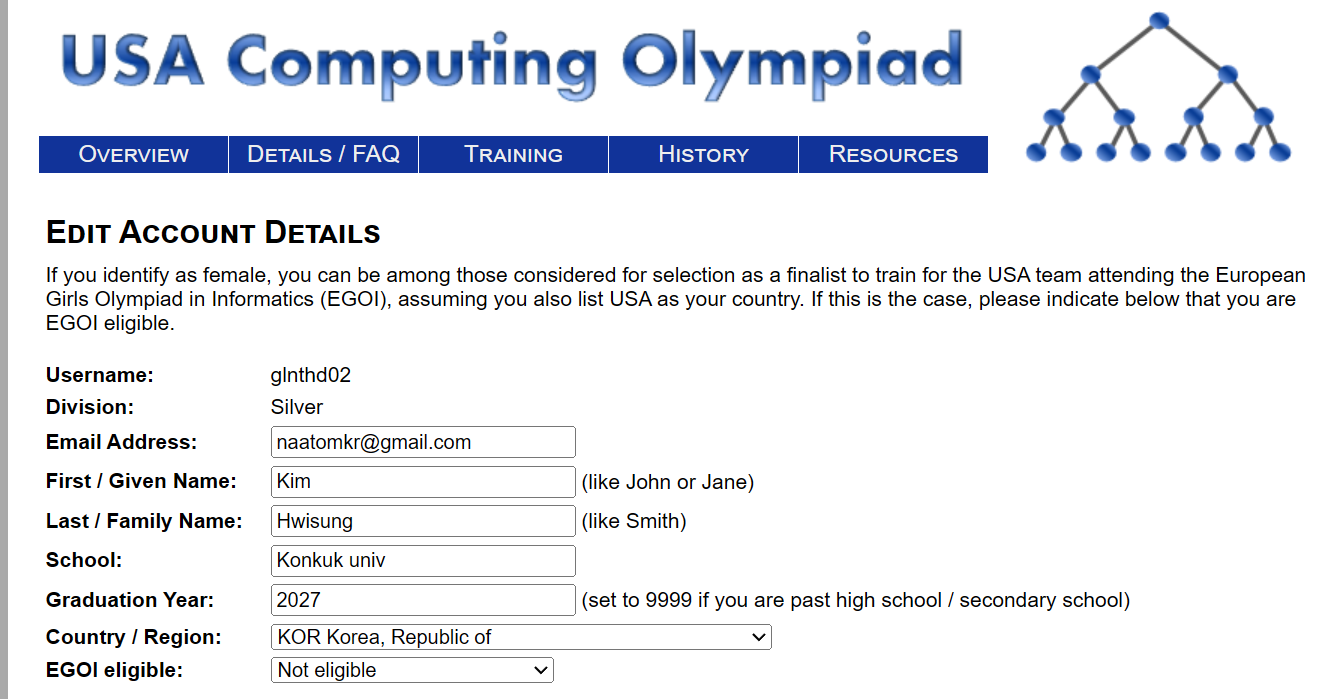 USA Computing Olympiad
OVERVIEW
DETAILS / FAQ
TRAINING
HISTORY
RESOURCES
EDIT ACCOUNT DETAILS
If you identify as female, you can be among those considered for selection as a finalist to train for the USA team attending the European
Girls Olympiad in Informatics (EGOI), assuming you also list USA as your country. If this is the case, please indicate below that you are
EGOI eligible.
Username: glnthd02
Division: Silver
Email Address: naatomkr@gmail.com
First / Given Name: Kim (like John or Jane)
Last / Family Name: Hwisung (like Smith)
School: Konkuk univ
Graduation Year: 2027 (set to 9999 if you are past high school / secondary school)
Country / Region: KOR Korea, Republic of
EGOI eligible: Not eligible